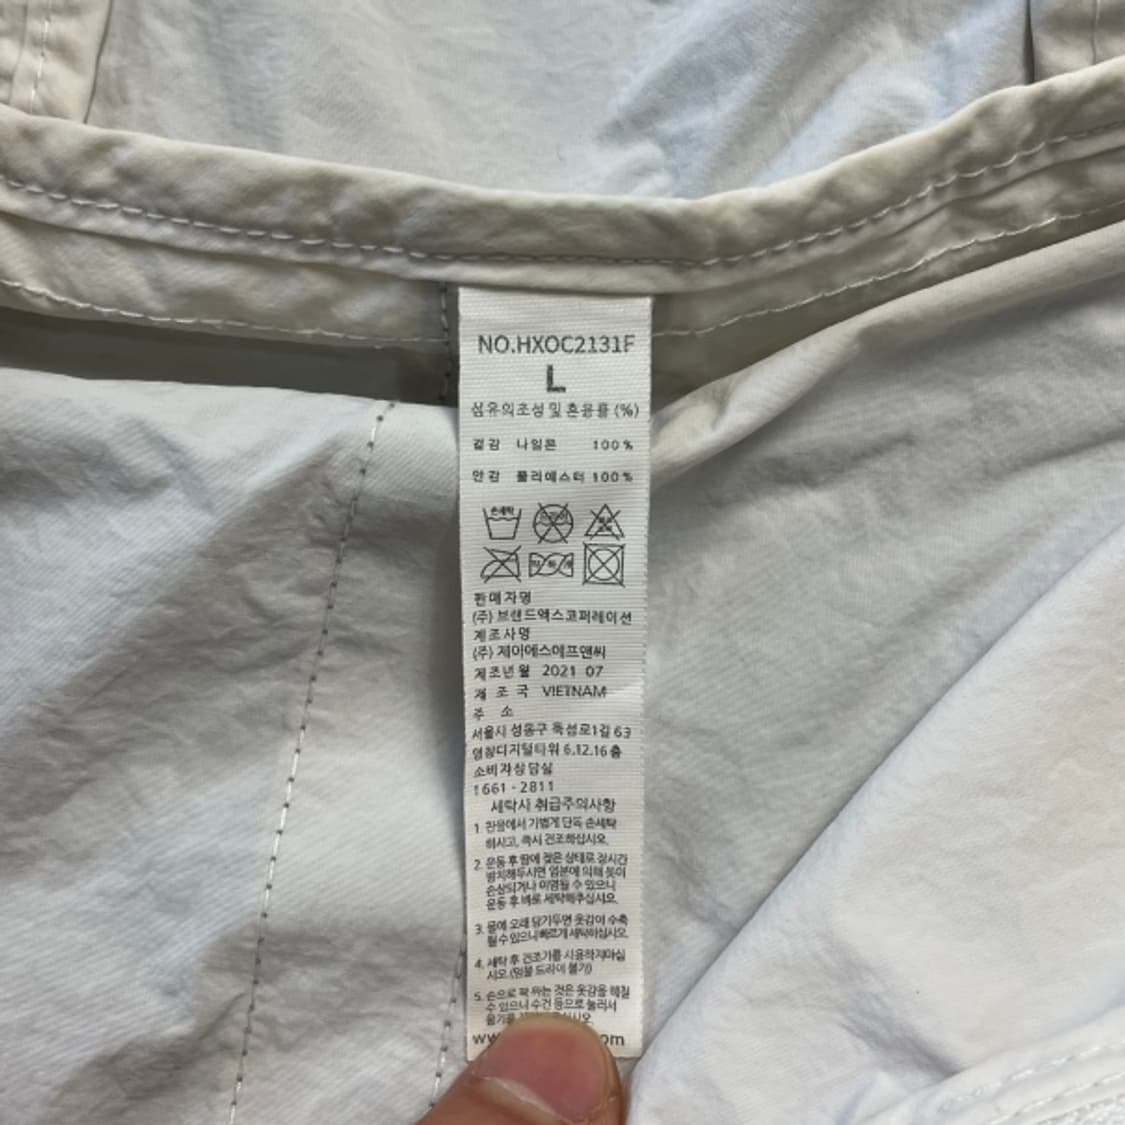 NO.HXOC2131F
L
섬유의조성 및 혼용률 (%)
겉감 나일론 100%
안감 폴리에스터 100%
손세탁 드라이
판매자명
(주) 브랜드엑스코퍼레이션
제조사명
(주) 제이에스에프앤씨
제조년월 2021 07
제 조 국 VIETNAM
주 소
서울시 성동구 뚝섬로1길 63
영창디지털타워 6,12,16층
소비자상담실
1661-2811
세탁시 취급주의사항
1. 찬물에서 가볍게 단독 손세탁
하시고, 즉시 건조하십시오.
2. 운동 후 땀에 젖은 상태로 장시간
방치해두시면 염분에 의해 옷이
손상되거나 이염될 수 있으니
운동 후 바로 세탁해주십시오.
3. 물에 오래 담가두면 옷감이 수축
될 수 있으니 빠르게 세탁하십시오.
4. 세탁 후 건조기를 사용하지마십
시오.(텀블 드라이 불가)
5. 손으로 꽉 짜는 것은 옷감을 해칠
수 있으니 수건 등으로 눌러서
물기를
ww
om